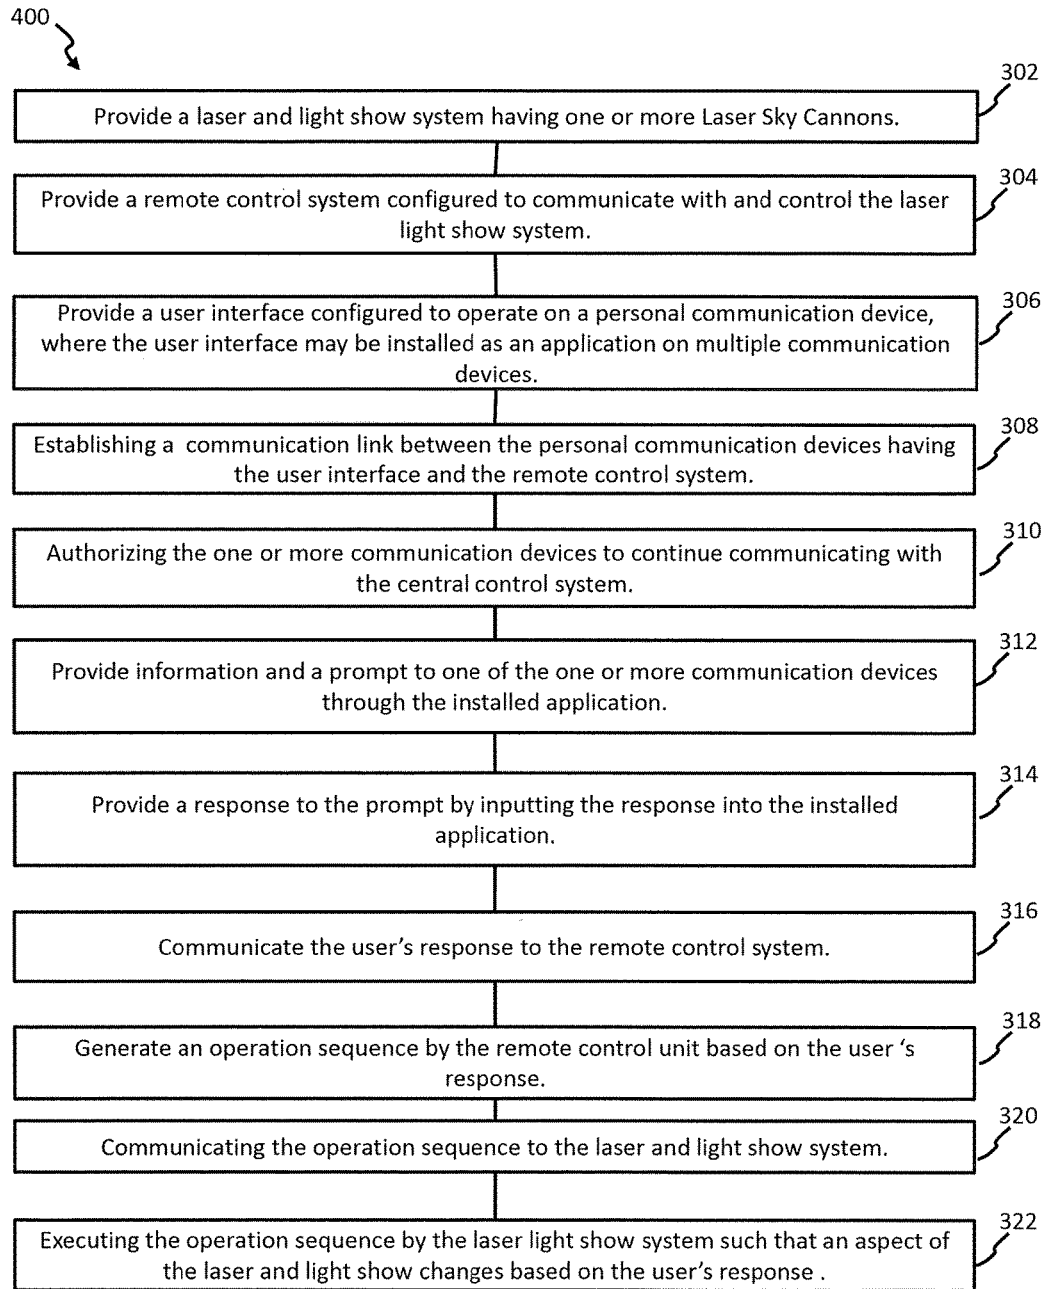 400
302
Provide a laser and light show system having one or more Laser Sky Cannons.
304
Provide a remote control system configured to communicate with and control the laser
light show system.
306
Provide a user interface configured to operate on a personal communication device,
where the user interface may be installed as an application on multiple communication
devices.
308
Establishing a communication link between the personal communication devices having
the user interface and the remote control system.
310
Authorizing the one or more communication devices to continue communicating with
the central control system.
312
Provide information and a prompt to one of the one or more communication devices
through the installed application.
314
Provide a response to the prompt by inputting the response into the installed
application.
316
Communicate the user's response to the remote control system.
318
Generate an operation sequence by the remote control unit based on the user 's
response.
320
Communicating the operation sequence to the laser and light show system.
322
Executing the operation sequence by the laser light show system such that an aspect of
the laser and light show changes based on the user's response .